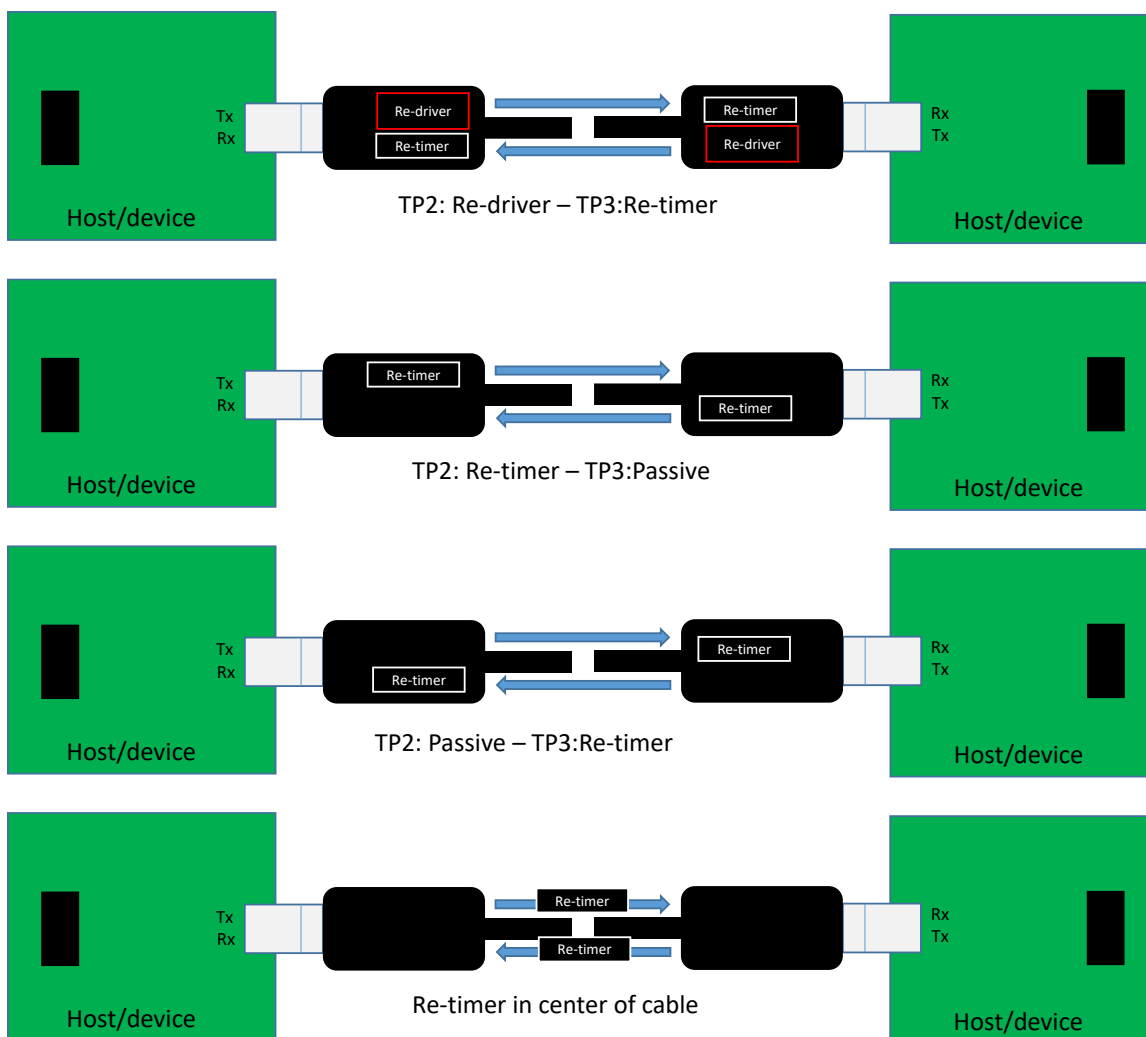 Tx
Rx
Re-driver
Re-timer
Re-timer
Re-driver
Rx
Tx
Host/device
TP2: Re-driver – TP3:Re-timer
Host/device
Tx
Rx
Re-timer
Re-timer
Rx
Tx
Host/device
TP2: Re-timer – TP3:Passive
Host/device
Tx
Rx
Re-timer
Re-timer
Rx
Tx
Host/device
TP2: Passive – TP3:Re-timer
Host/device
Tx
Rx
Re-timer
Re-timer
Rx
Tx
Host/device
Re-timer in center of cable
Host/device